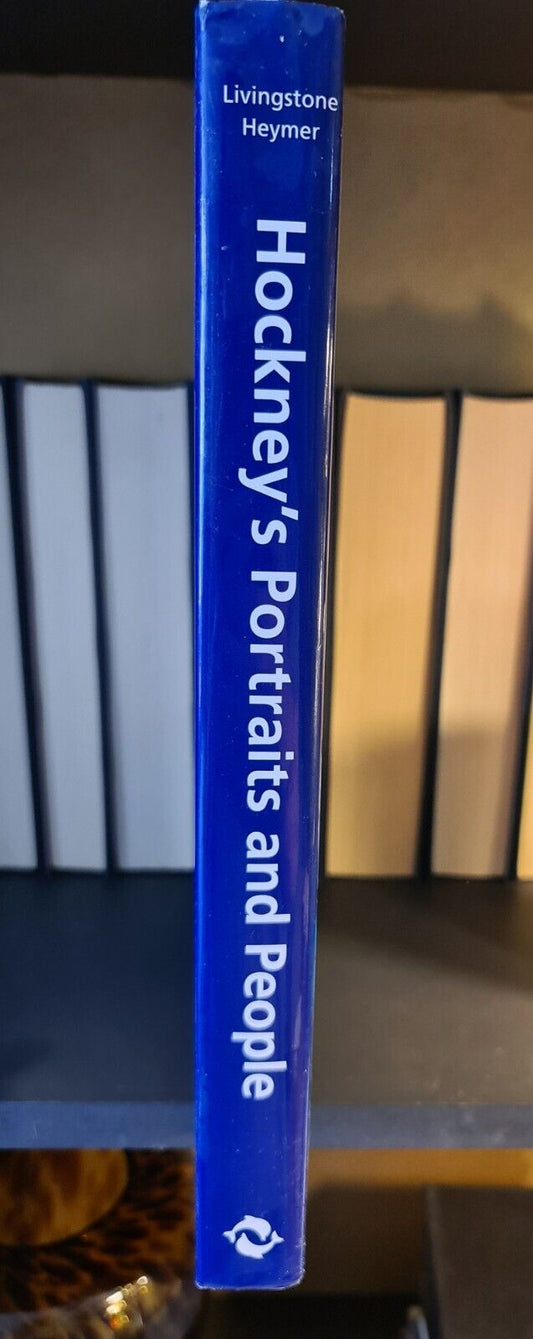 Livingstone
Heymer
Hockney's Portraits and People